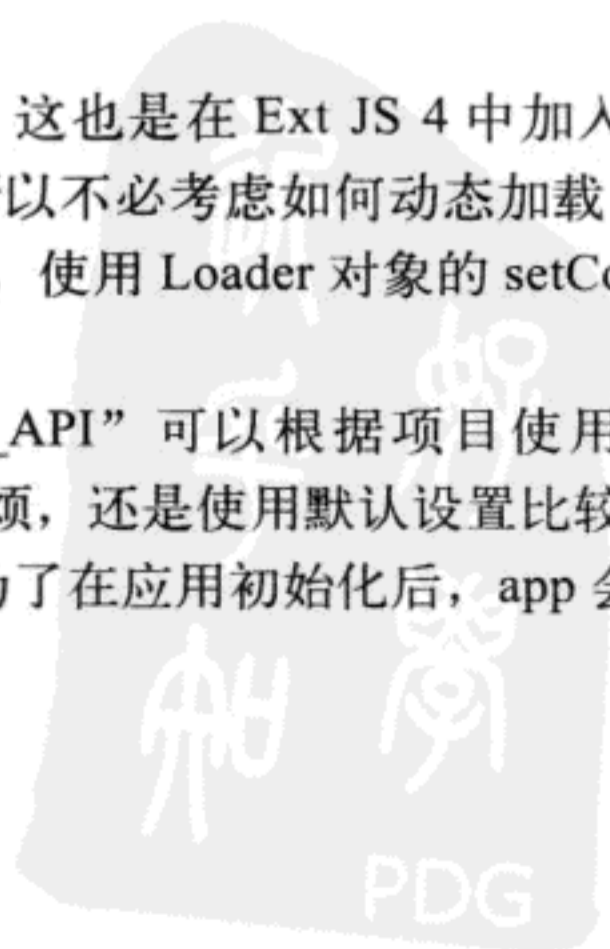 这也是在 Ext JS 4 中加入
以不必考虑如何动态加载
使用 Loader 对象的 setCo
_API”可以根据项目使用
烦，还是使用默认设置比较
了在应用初始化后，app 会
PDG